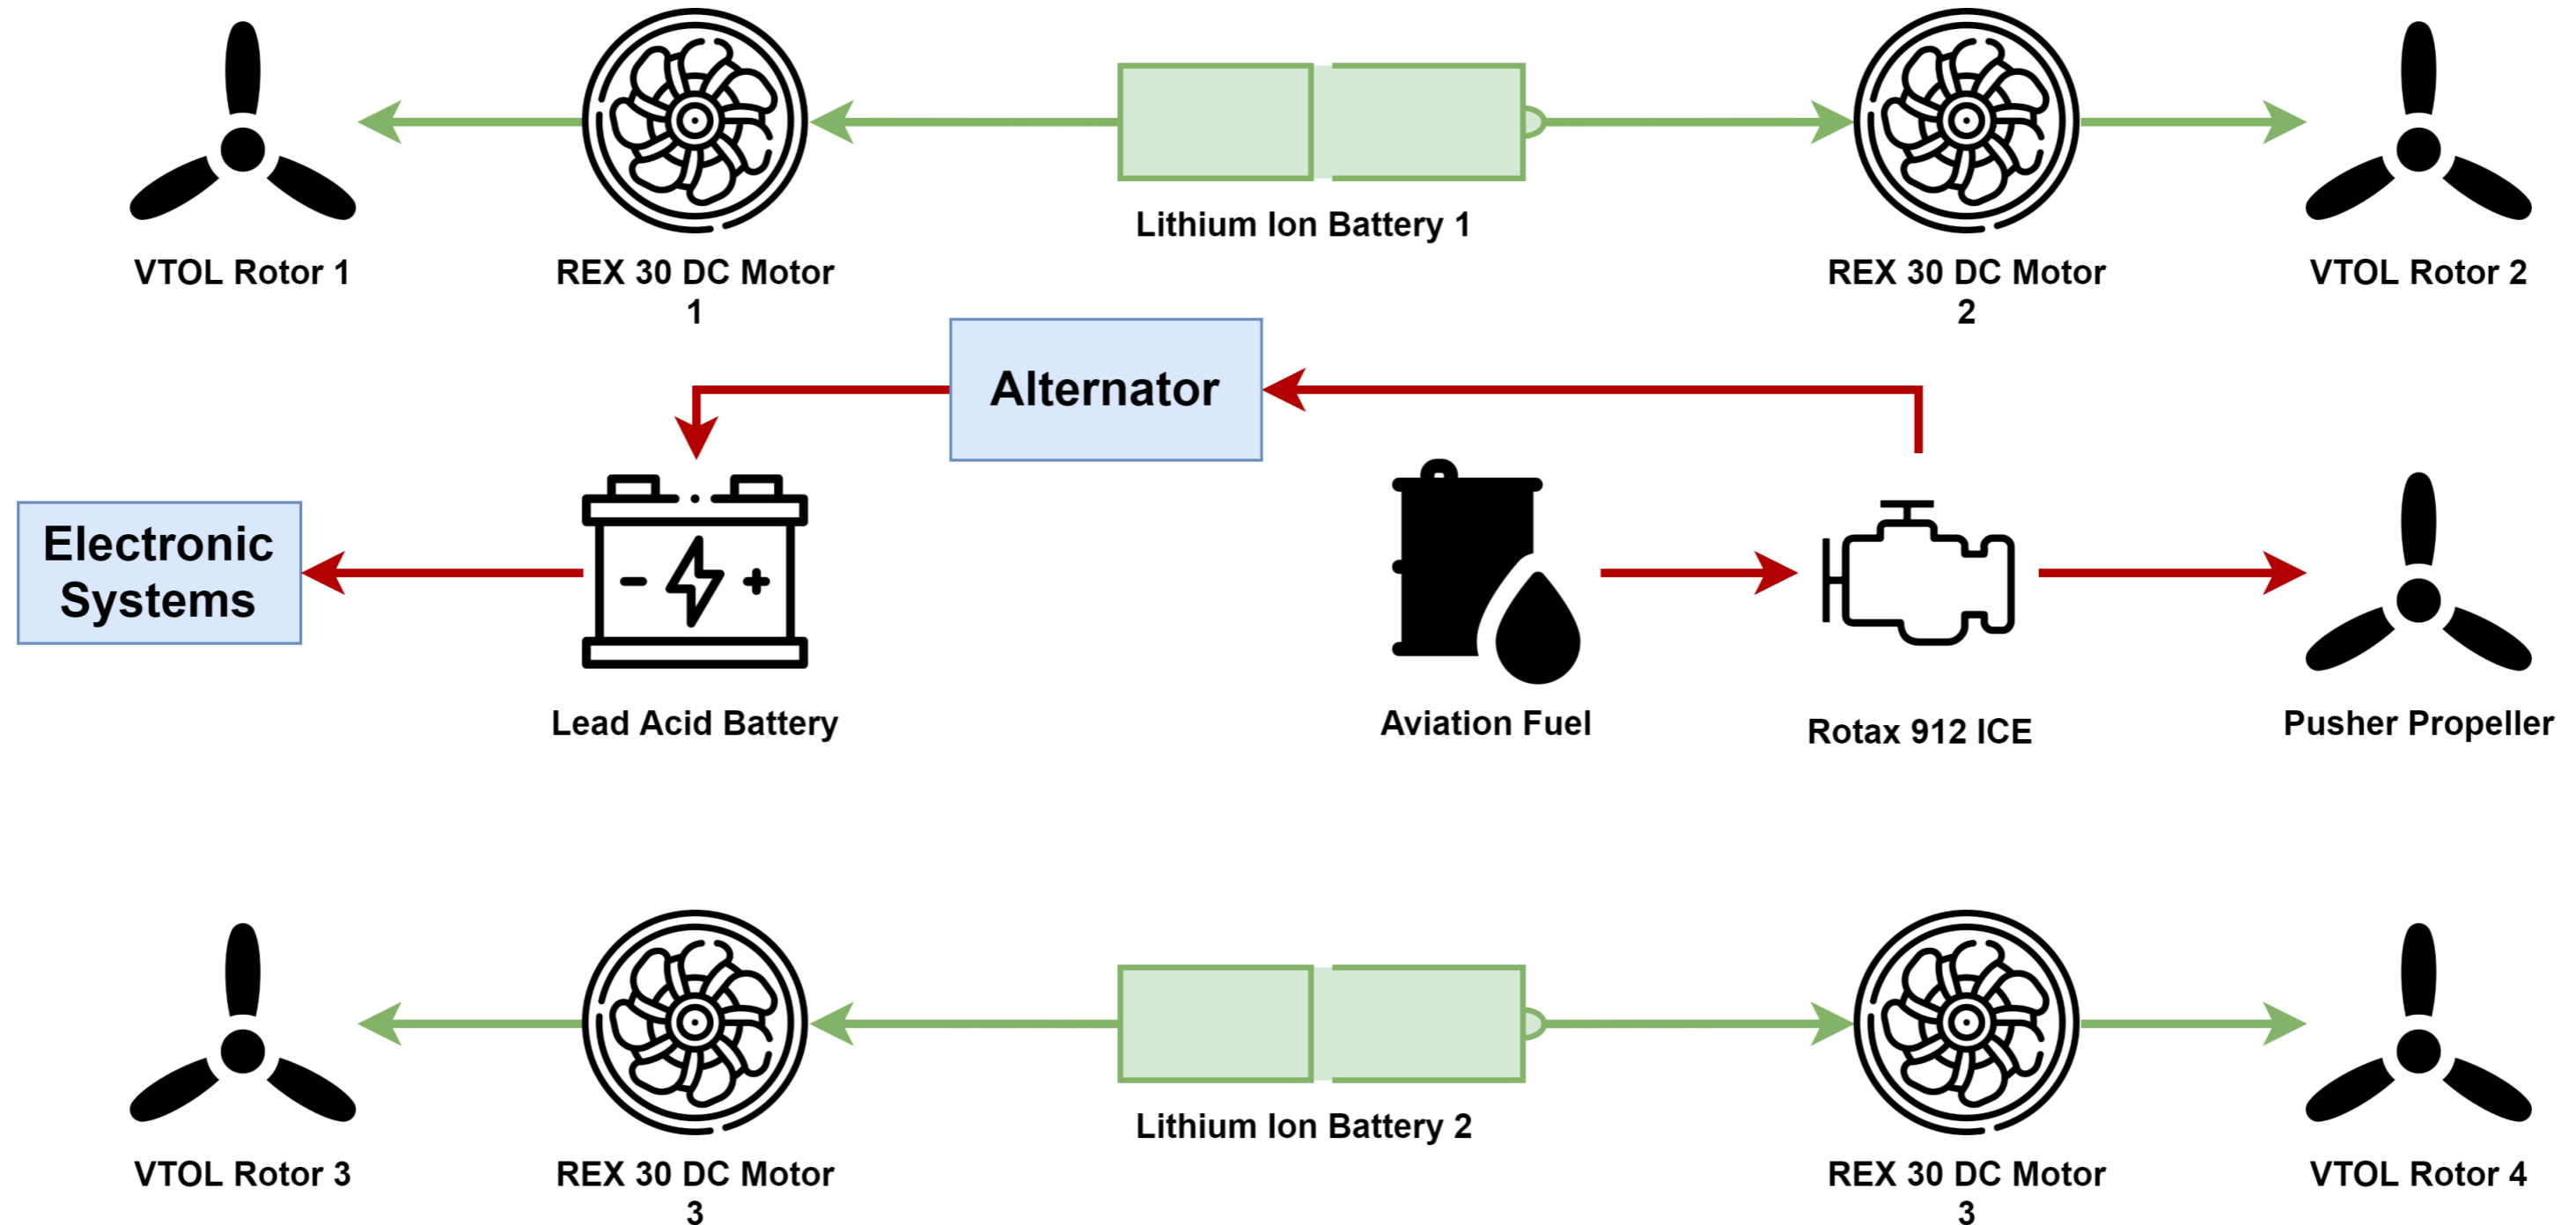 Lithium Ion Battery 1
VTOL Rotor 1
REX 30 DC Motor
1
REX 30 DC Motor
2
VTOL Rotor 2
Alternator
Electronic
Systems
Lead Acid Battery
Aviation Fuel
Rotax 912 ICE
Pusher Propeller
Lithium Ion Battery 2
VTOL Rotor 3
REX 30 DC Motor
3
REX 30 DC Motor
3
VTOL Rotor 4